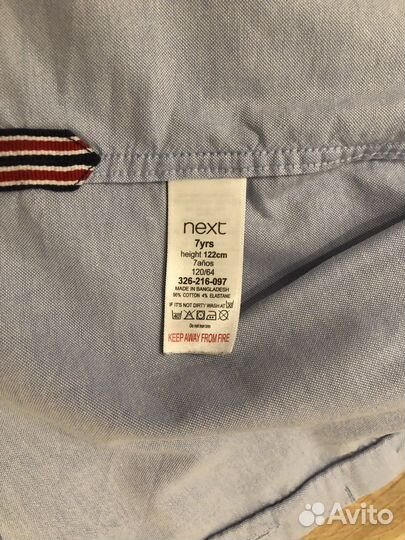 next
7yrs
height 122cm
7años
120/64
326-216-097
MADE IN BANGLADESH
96% COTTON 4% ELASTANE
IF IT'S NOT DIRTY WASH AT
KEEP AWAY FROM FIRE
Avito